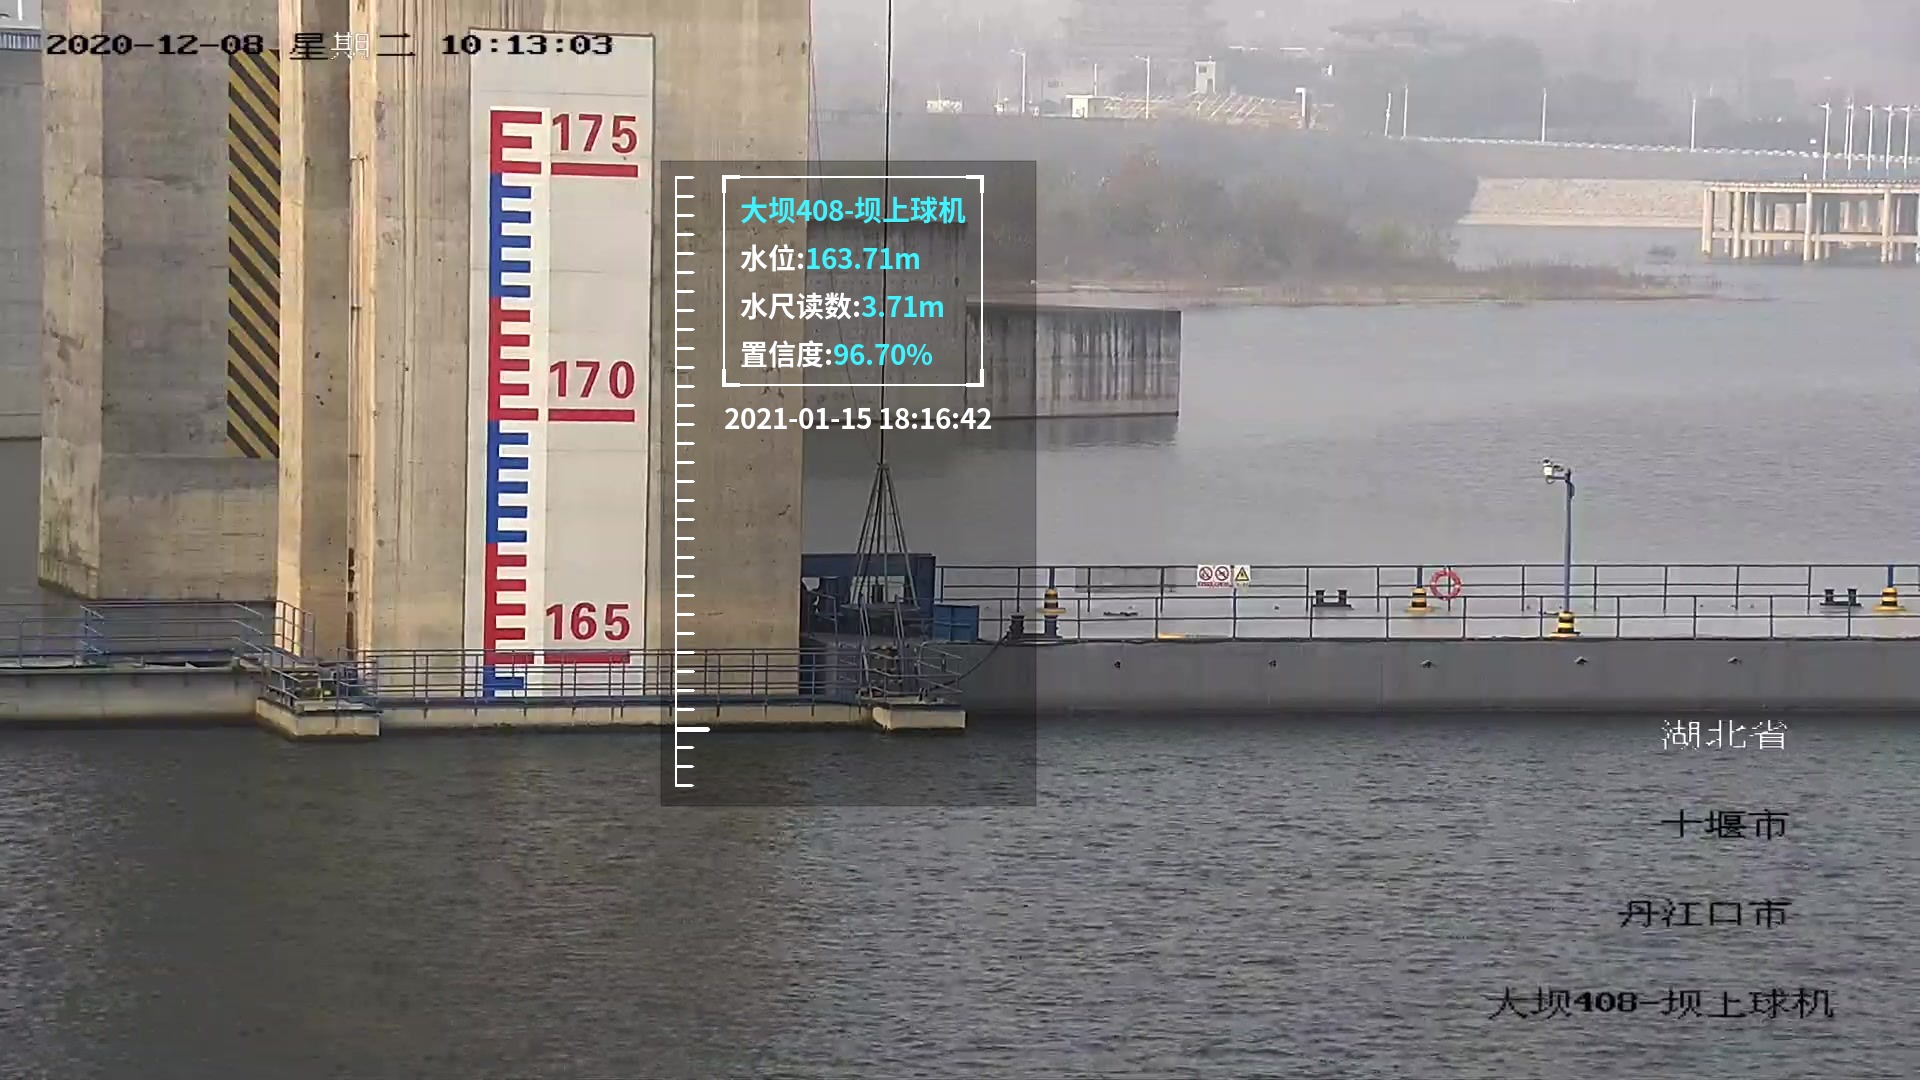 2020-12-08 星期二 10:13:03
175
170
165
大坝408-坝上球机
水位:163.71m
水尺读数:3.71m
置信度:96.70%
2021-01-15 18:16:42
湖北省
十堰市
丹江口市
大坝408-坝上球机